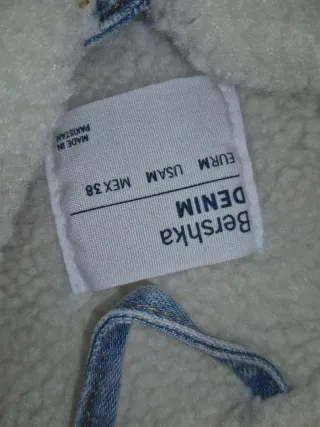 Bershka
DENIM
EUR M USA M MEX 38
MADE IN
PAKISTAN